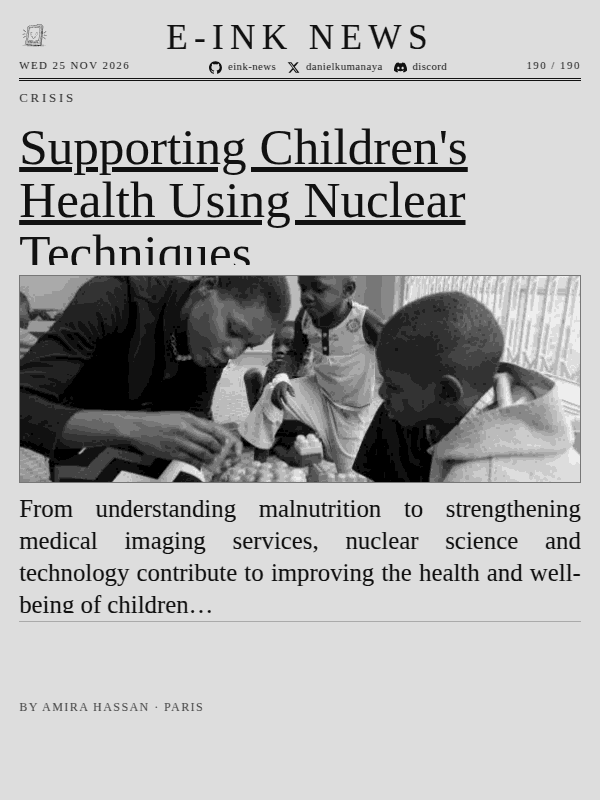 E-INK NEWS
WED 25 NOV 2026 eink-news danielkumanaya discord 190 / 190
CRISIS
Supporting Children's
Health Using Nuclear
Techniques
From understanding malnutrition to strengthening
medical imaging services, nuclear science and
technology contribute to improving the health and well-
being of children…
BY AMIRA HASSAN · PARIS